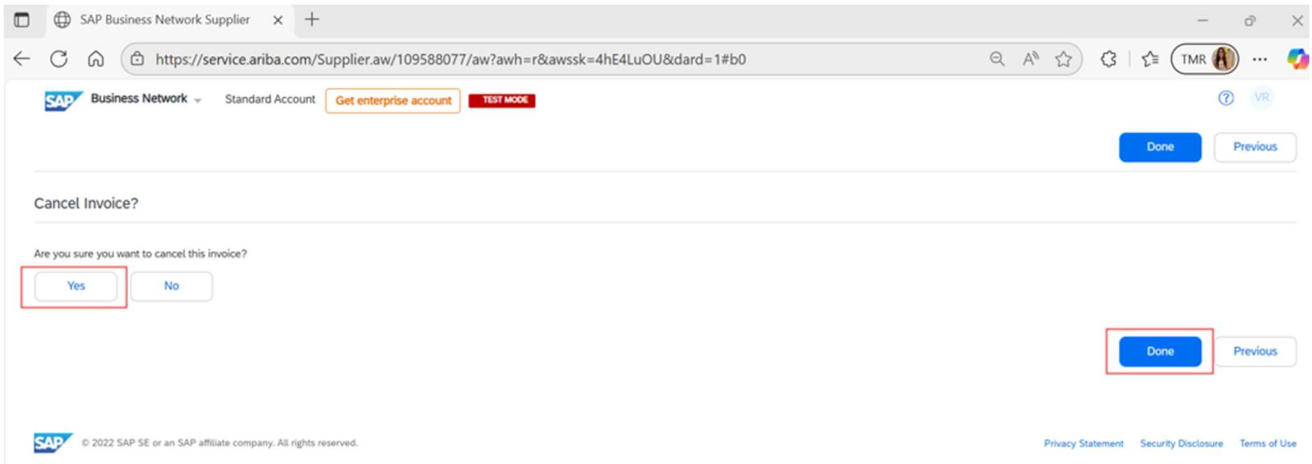 SAP Business Network Supplier
https://service.ariba.com/Supplier.aw/109588077/aw?awh=r&awssk=4hE4LuOU&dard=1#b0
TMR
SAP Business Network Standard Account Get enterprise account TEST MODE
VR
Done Previous
Cancel Invoice?
Are you sure you want to cancel this invoice?
Yes No
Done Previous
SAP © 2022 SAP SE or an SAP affiliate company. All rights reserved. Privacy Statement Security Disclosure Terms of Use